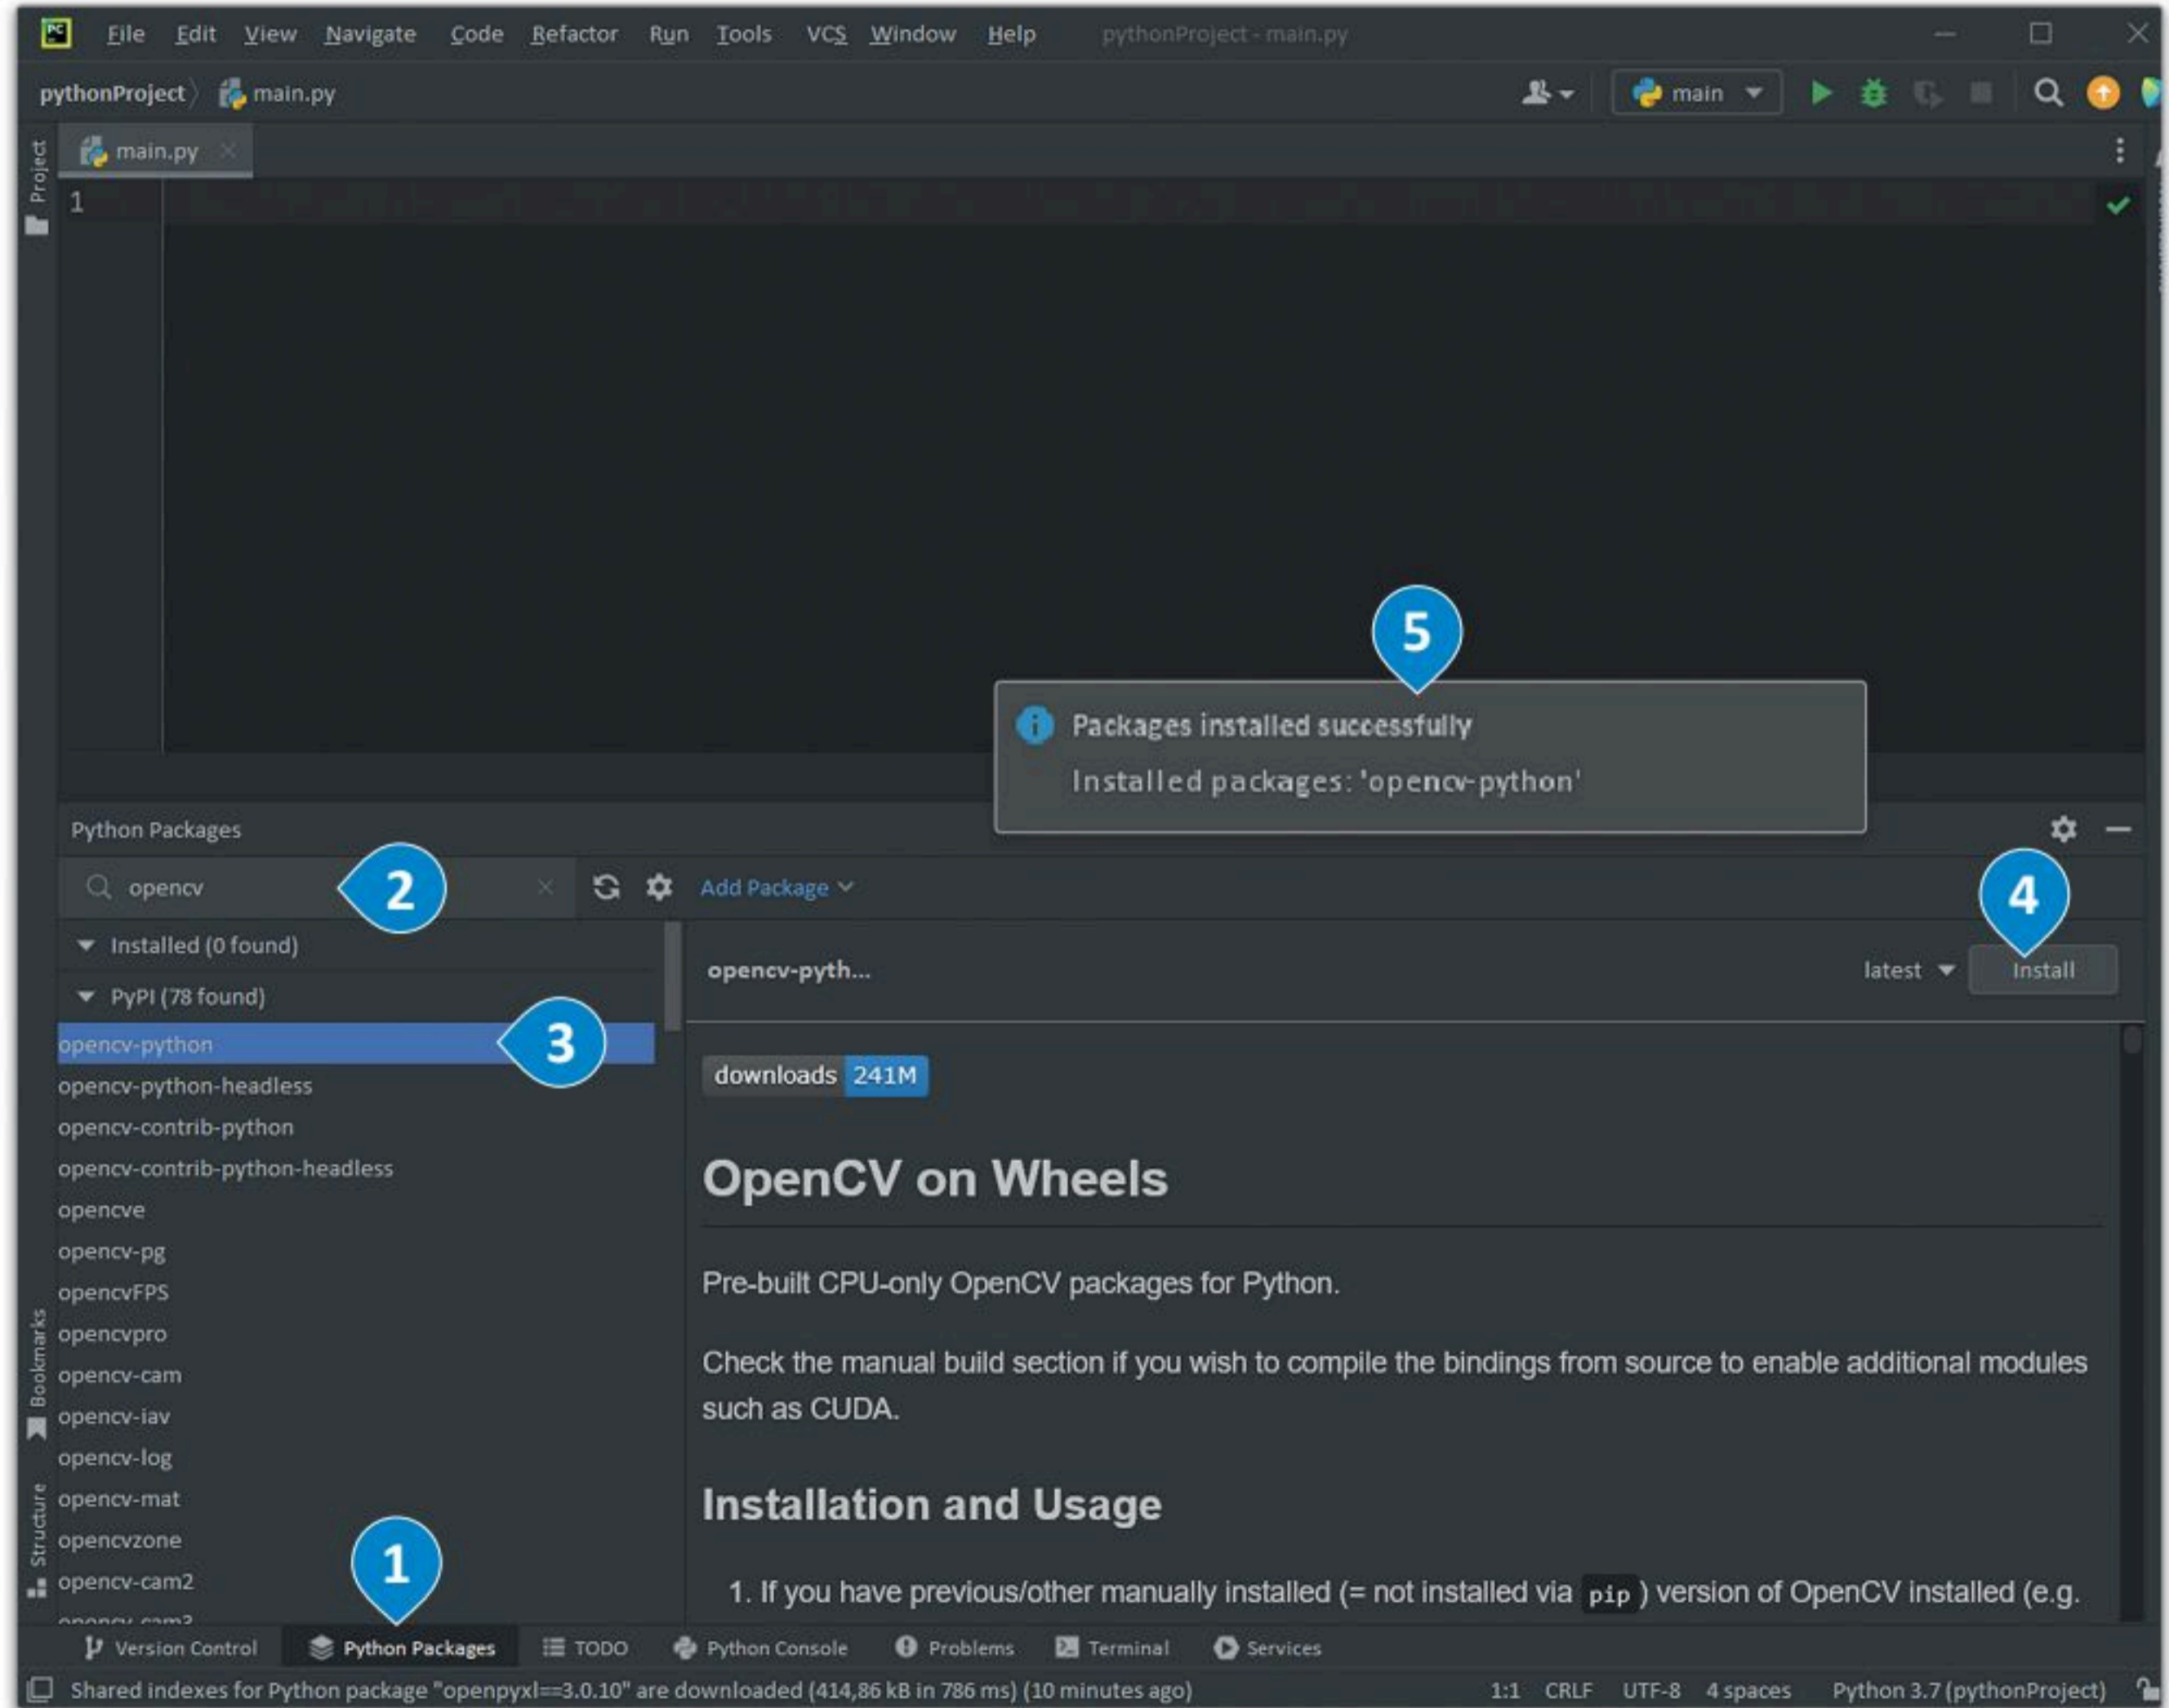 PC File Edit View Navigate Code Refactor Run Tools VCS Window Help pythonProject - main.py
pythonProject main.py main
Project
main.py
1
5
Packages installed successfully
Installed packages: 'opencv-python'
Python Packages
opencv 2 Add Package 4
Installed (0 found)
opencv-pyth... latest Install
PyPI (78 found)
opencv-python 3
opencv-python-headless
opencv-contrib-python
opencv-contrib-python-headless
opencve
opencv-pg
opencvFPS
opencvpro
opencv-cam
opencv-iav
opencv-log
opencv-mat
opencvzone
opencv-cam2
opencv-cam3
downloads 241M
OpenCV on Wheels
Pre-built CPU-only OpenCV packages for Python.
Check the manual build section if you wish to compile the bindings from source to enable additional modules
such as CUDA.
Installation and Usage
1. If you have previous/other manually installed (= not installed via pip ) version of OpenCV installed (e.g.
Bookmarks
Structure
1
Version Control Python Packages TODO Python Console Problems Terminal Services
Shared indexes for Python package "openpyxl==3.0.10" are downloaded (414,86 kB in 786 ms) (10 minutes ago) 1:1 CRLF UTF-8 4 spaces Python 3.7 (pythonProject)